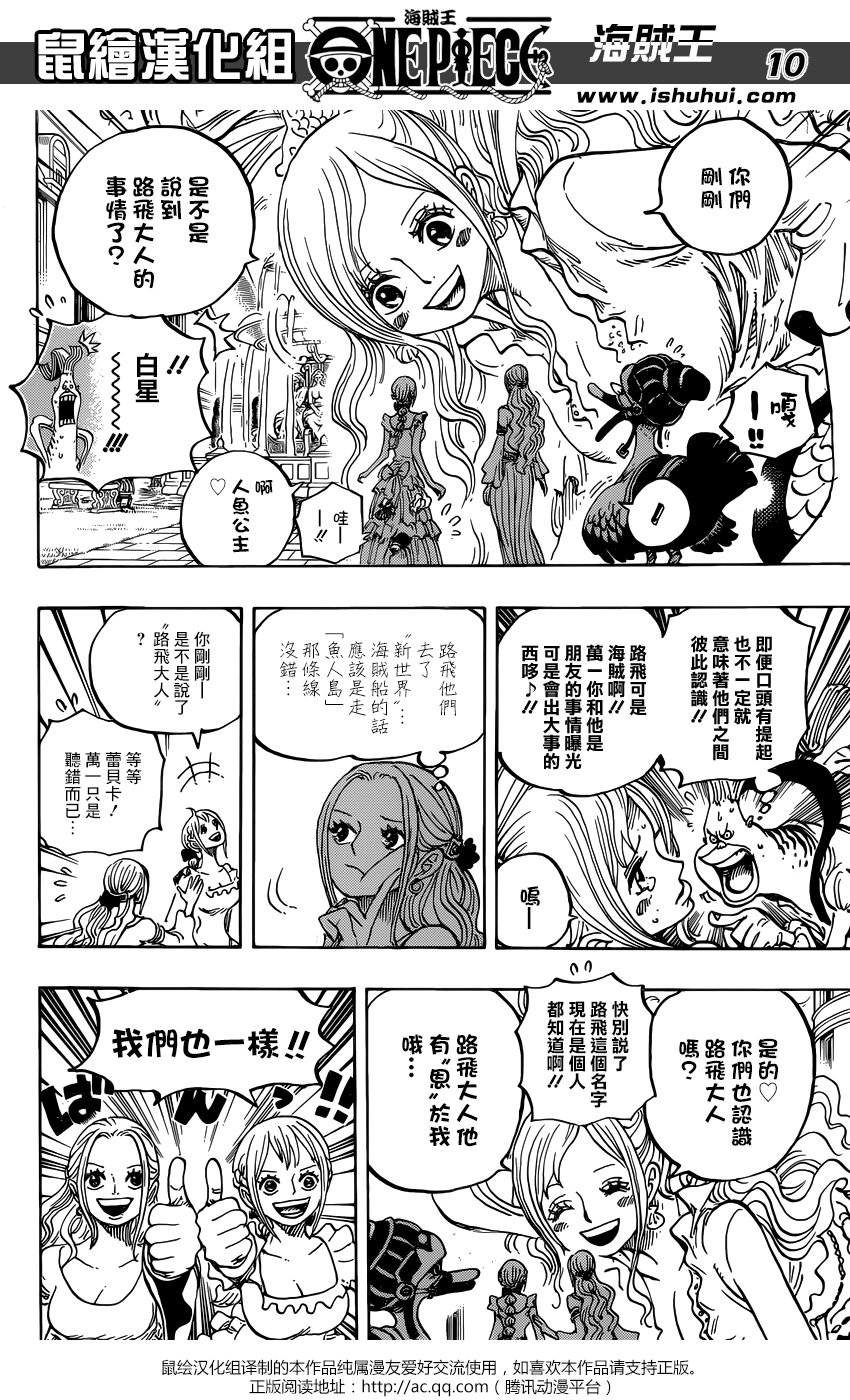 鼠繪漢化組
海賊王
ONE PIECE
海賊王
10
www.ishuhui.com
你們
剛剛
是不是
說到
路飛大人的
事情了？
!!
白星
~~~~!!!
嘎
—!!
哇—
—!!
啊
人魚公主
♡
即便口頭有提起
也不一定就
意味著他們之間
彼此認識!!
路飛可是
海賊啊!!
萬一你和他是
朋友的事情曝光
可是會出大事的
西哆♪!!
嗚—
路飛他們
去了
“新世界”…
海賊船的話
應該是走
「魚人島」
那條線
沒錯…
你剛剛—
是不是說了
“路飛大人”
？
等等
蕾貝卡！
萬一只是
聽錯而已…
是的♡
你們也認識
路飛大人
嗎？
快別說了
路飛這個名字
現在是個人
都知道啊!!
路飛大人他
有“恩”於我
哦…
我們也一樣!!
ばんっ!!
鼠绘汉化组译制的本作品纯属漫友爱好交流使用，如喜欢本作品请支持正版。
正版阅读地址：http://ac.qq.com（腾讯动漫平台）